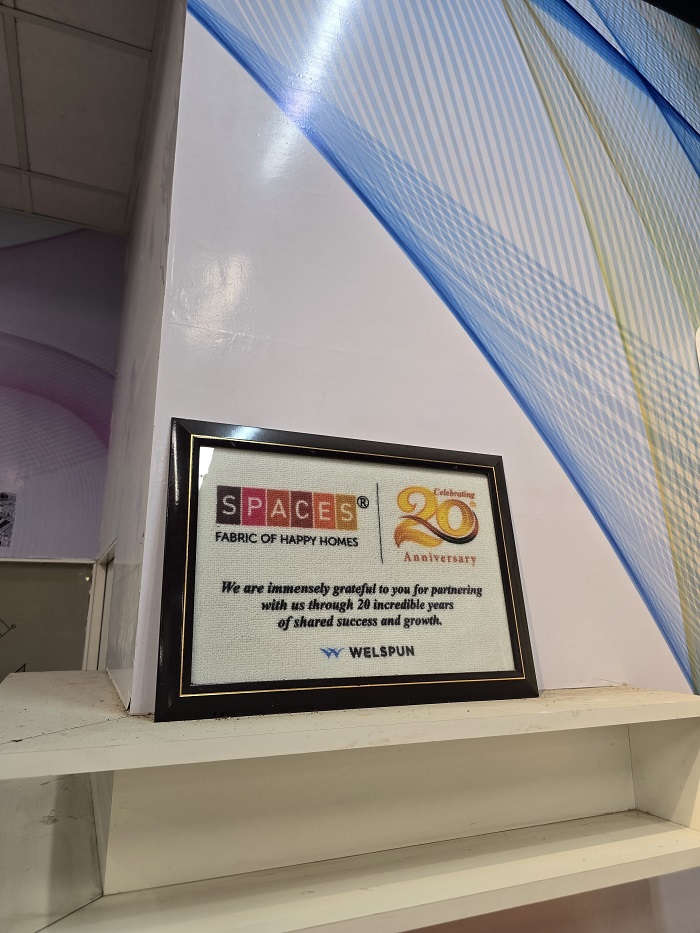 SPACES®
FABRIC OF HAPPY HOMES
Celebrating
20th
Anniversary
We are immensely grateful to you for partnering
with us through 20 incredible years
of shared success and growth.
WELSPUN